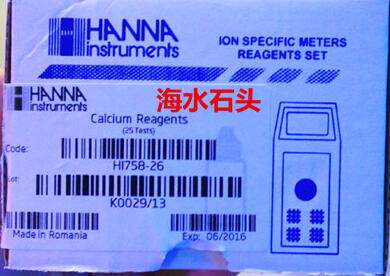 HANNA
instruments
ION SPECIFIC METERS
REAGENTS SET
HANNA
instruments
海水石头
Calcium Reagents
(25 Tests)
Code:
HI758-26
Lot:
K0029/13
Made in Romania
Exp: 06/2016